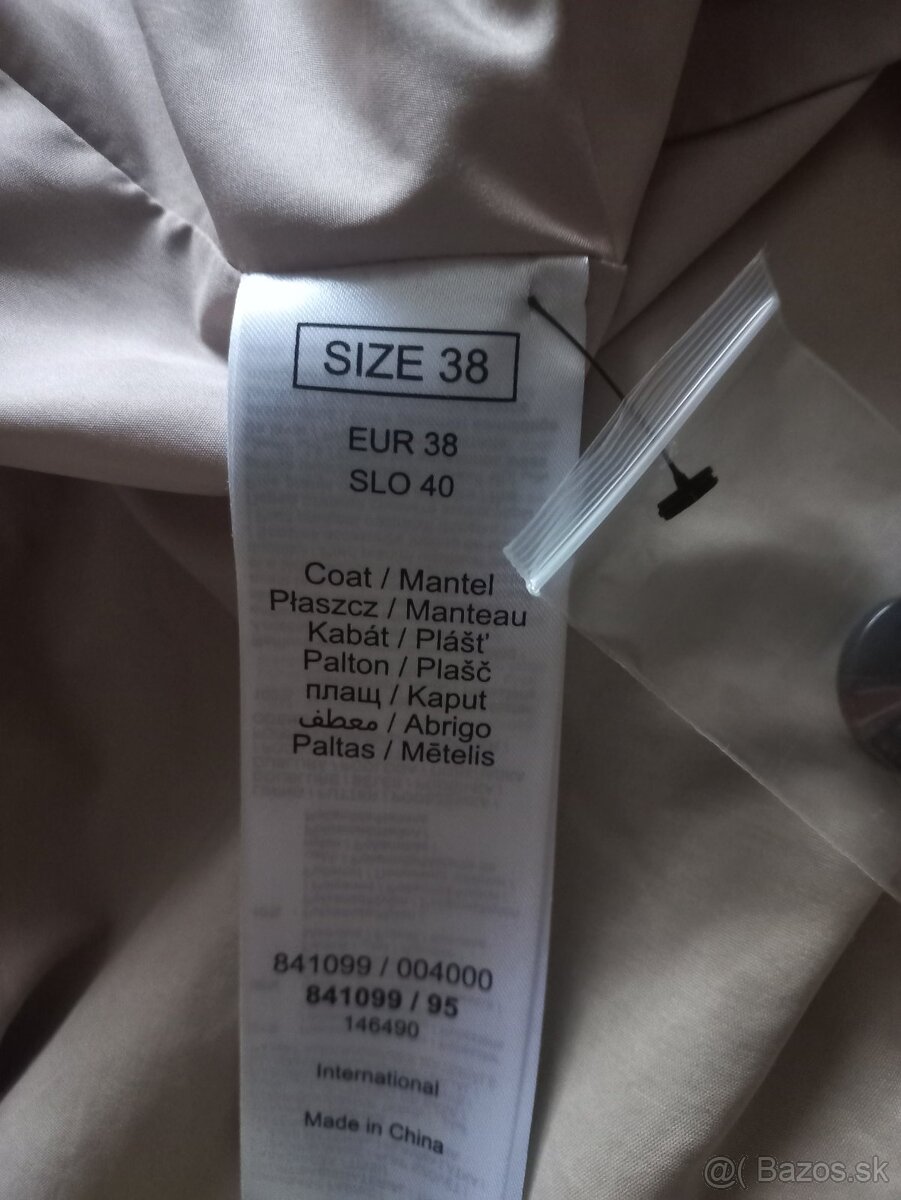 SIZE 38
EUR 38
SLO 40
Coat / Mantel
Płaszcz / Manteau
Kabát / Plášť
Palton / Plašč
плащ / Kaput
معطف / Abrigo
Paltas / Mētelis
841099 / 004000
841099 / 95
146490
International
Made in China
@( Bazos.sk